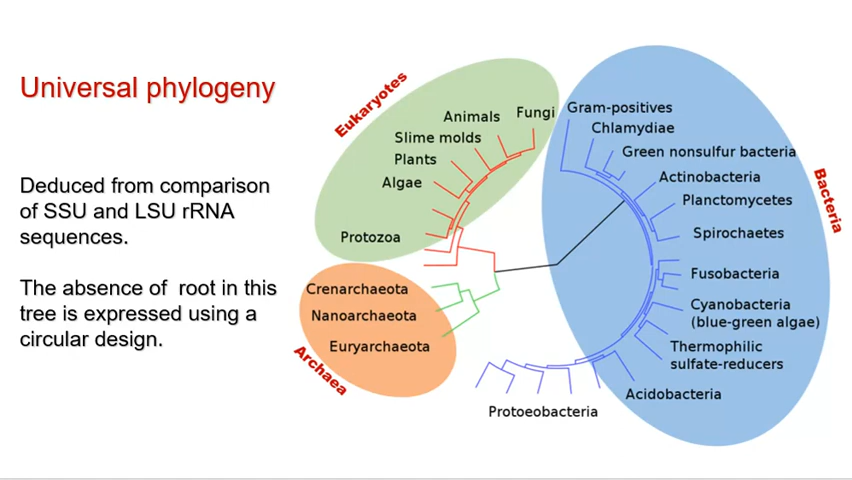 Universal phylogeny
Deduced from comparison
of SSU and LSU rRNA
sequences.
The absence of root in this
tree is expressed using a
circular design.
Eukaryotes
Animals
Fungi
Slime molds
Plants
Algae
Protozoa
Crenarchaeota
Nanoarchaeota
Euryarchaeota
Archaea
Gram-positives
Chlamydiae
Green nonsulfur bacteria
Actinobacteria
Planctomycetes
Spirochaetes
Fusobacteria
Cyanobacteria
(blue-green algae)
Thermophilic
sulfate-reducers
Acidobacteria
Protoeobacteria
Bacteria